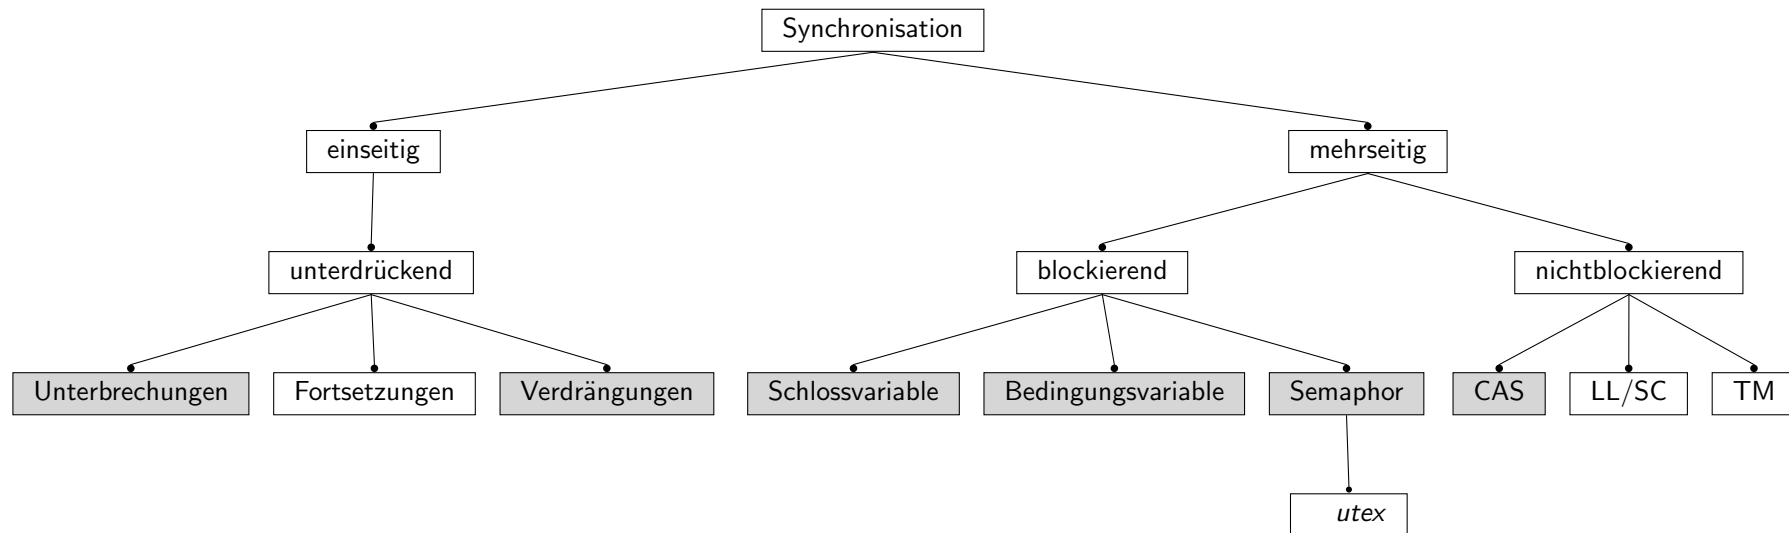 Synchronisation
einseitig
mehrseitig
unterdrückend
blockierend
nichtblockierend
Unterbrechungen
Fortsetzungen
Verdrängungen
Schlossvariable
Bedingungsvariable
Semaphor
CAS
LL/SC
TM
utex